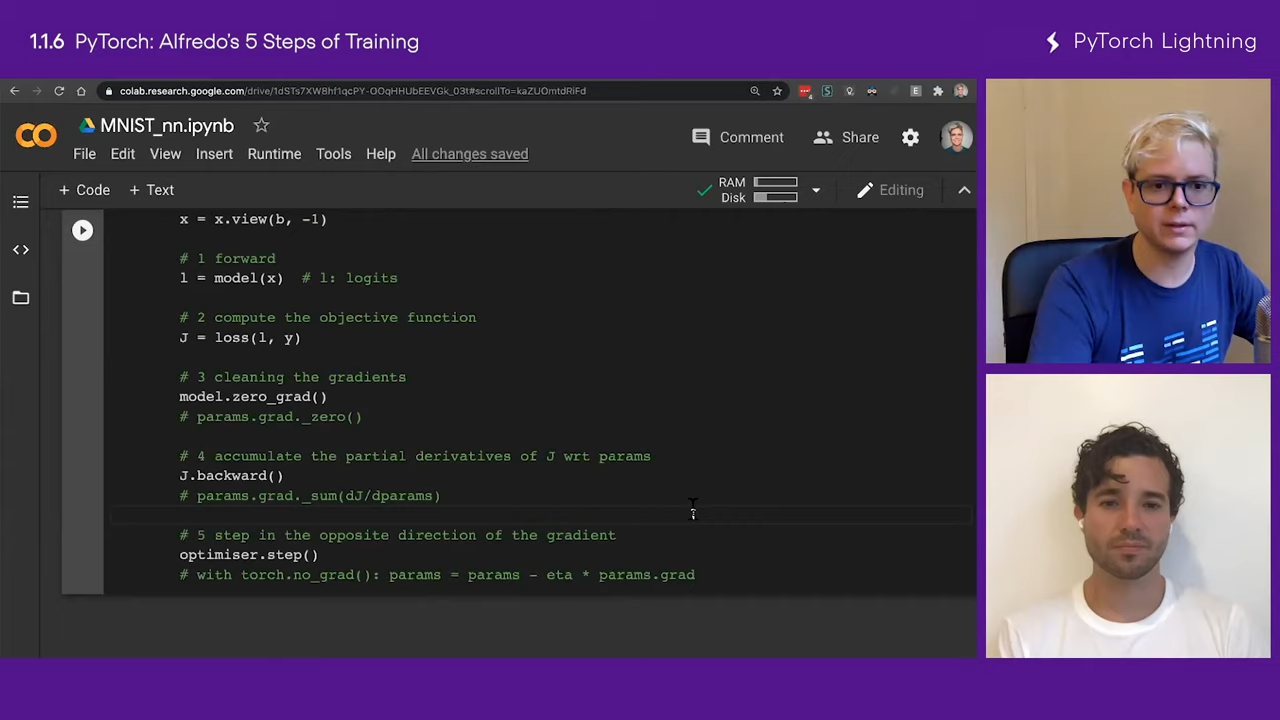 1.1.6 PyTorch: Alfredo's 5 Steps of Training
PyTorch Lightning
colab.research.google.com/drive/1dSTs7XW8hf1qcPY-OOqHHUbEEVGk_03t#scrollTo=kaZUOmtdRiFd
MNIST_nn.ipynb
Comment
Share
File Edit View Insert Runtime Tools Help All changes saved
+ Code + Text
RAM
Disk
Editing
x = x.view(b, -1)
# 1 forward
l = model(x)  # l: logits
# 2 compute the objective function
J = loss(l, y)
# 3 cleaning the gradients
model.zero_grad()
# params.grad._zero()
# 4 accumulate the partial derivatives of J wrt params
J.backward()
# params.grad._sum(dJ/dparams)
# 5 step in the opposite direction of the gradient
optimiser.step()
# with torch.no_grad(): params = params - eta * params.grad